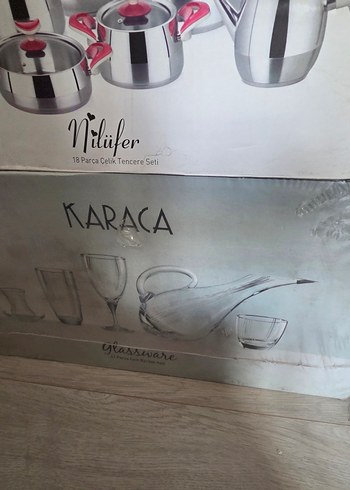 Nilüfer
18 Parça Çelik Tencere Seti
KARACA
glassware